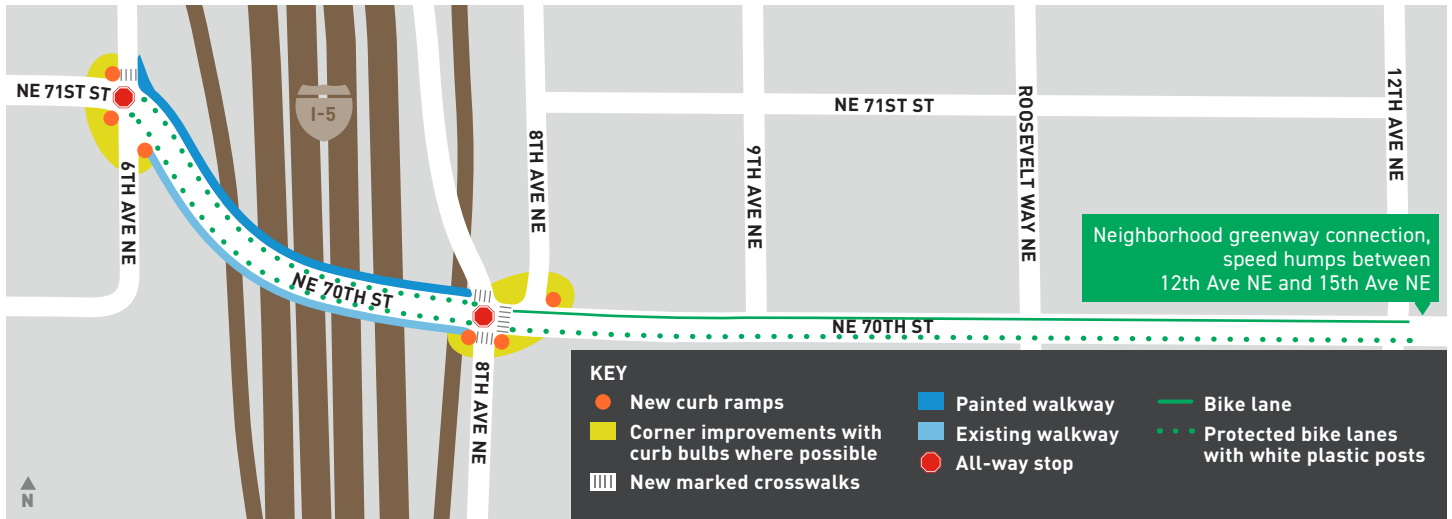 NE 71ST ST
6TH AVE NE
I-5
NE 70TH ST
8TH AVE NE
8TH AVE NE
NE 71ST ST
9TH AVE NE
ROOSEVELT WAY NE
12TH AVE NE
Neighborhood greenway connection,
speed humps between
12th Ave NE and 15th Ave NE
NE 70TH ST
KEY
New curb ramps
Corner improvements with
curb bulbs where possible
New marked crosswalks
Painted walkway
Existing walkway
All-way stop
Bike lane
Protected bike lanes
with white plastic posts
N